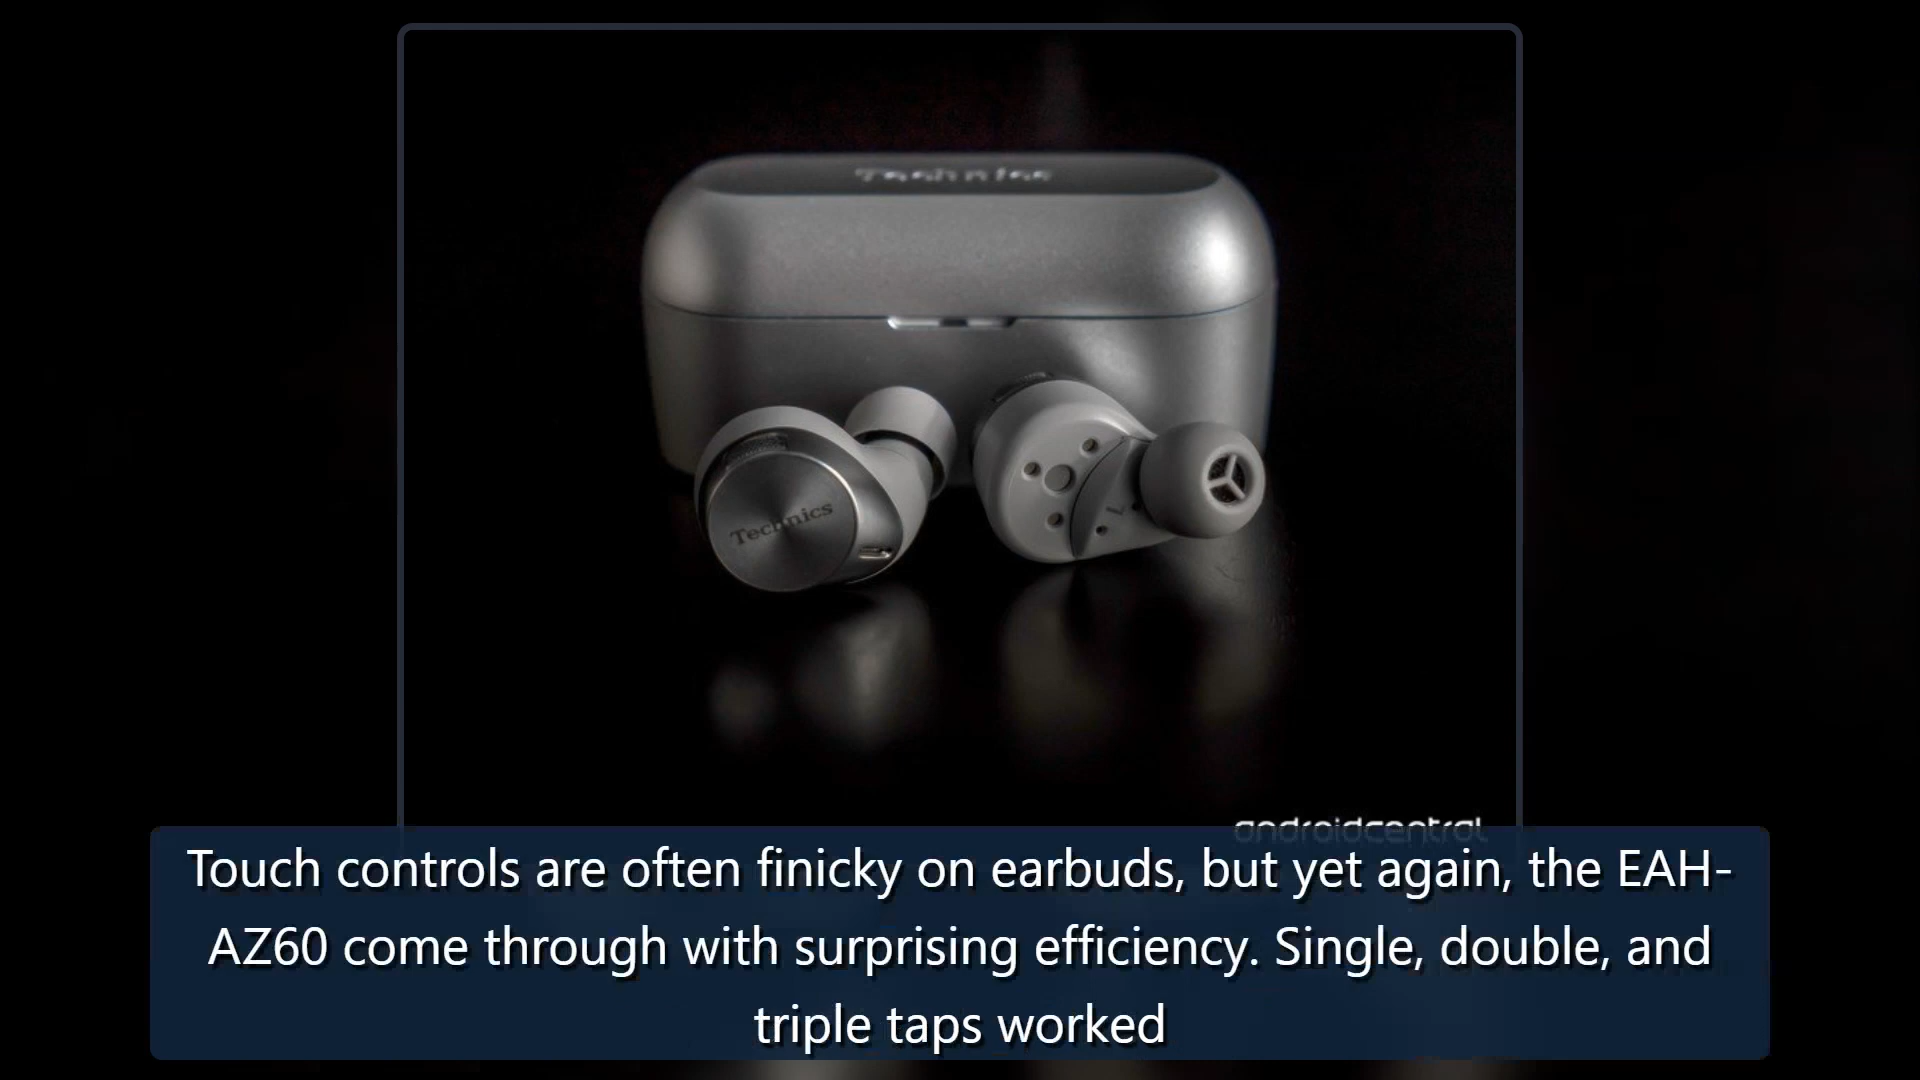 Technics
Technics
L
androidcentral
Touch controls are often finicky on earbuds, but yet again, the EAH-
AZ60 come through with surprising efficiency. Single, double, and
triple taps worked